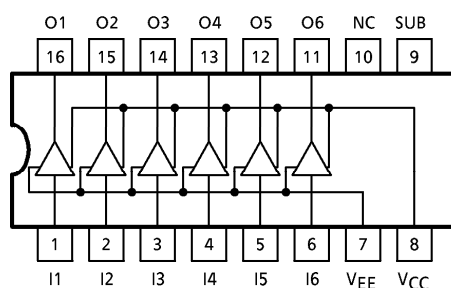 O1 O2 O3 O4 O5 O6 NC SUB
16 15 14 13 12 11 10 9
1 2 3 4 5 6 7 8
I1 I2 I3 I4 I5 I6 VEE VCC